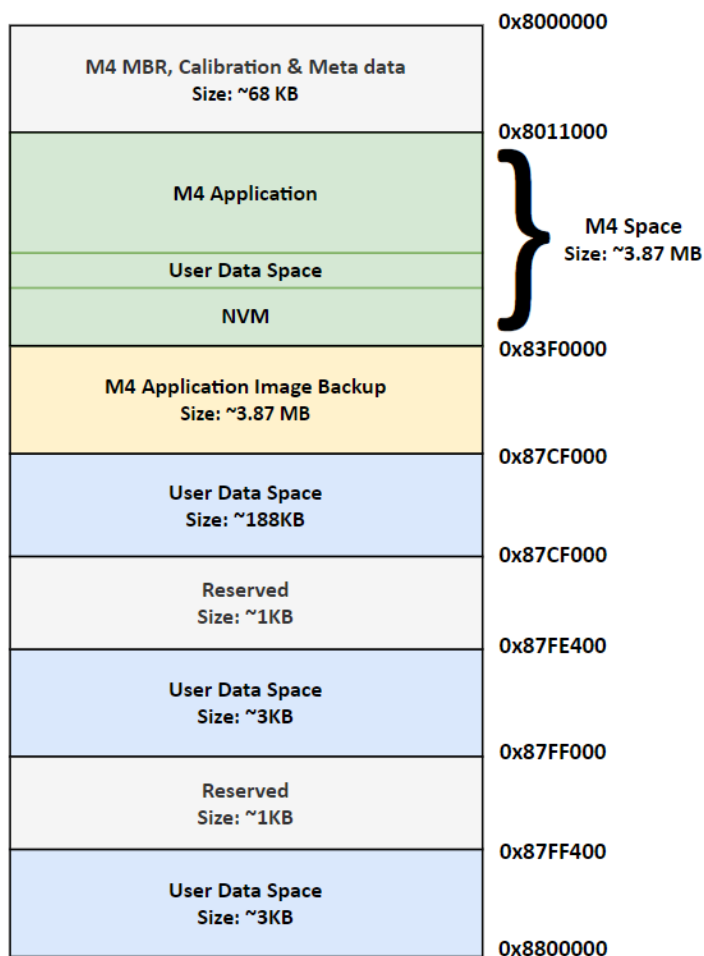 0x8000000
M4 MBR, Calibration & Meta data
Size: ~68 KB
0x8011000
M4 Application
User Data Space
NVM
M4 Space
Size: ~3.87 MB
0x83F0000
M4 Application Image Backup
Size: ~3.87 MB
0x87CF000
User Data Space
Size: ~188KB
0x87CF000
Reserved
Size: ~1KB
0x87FE400
User Data Space
Size: ~3KB
0x87FF000
Reserved
Size: ~1KB
0x87FF400
User Data Space
Size: ~3KB
0x8800000